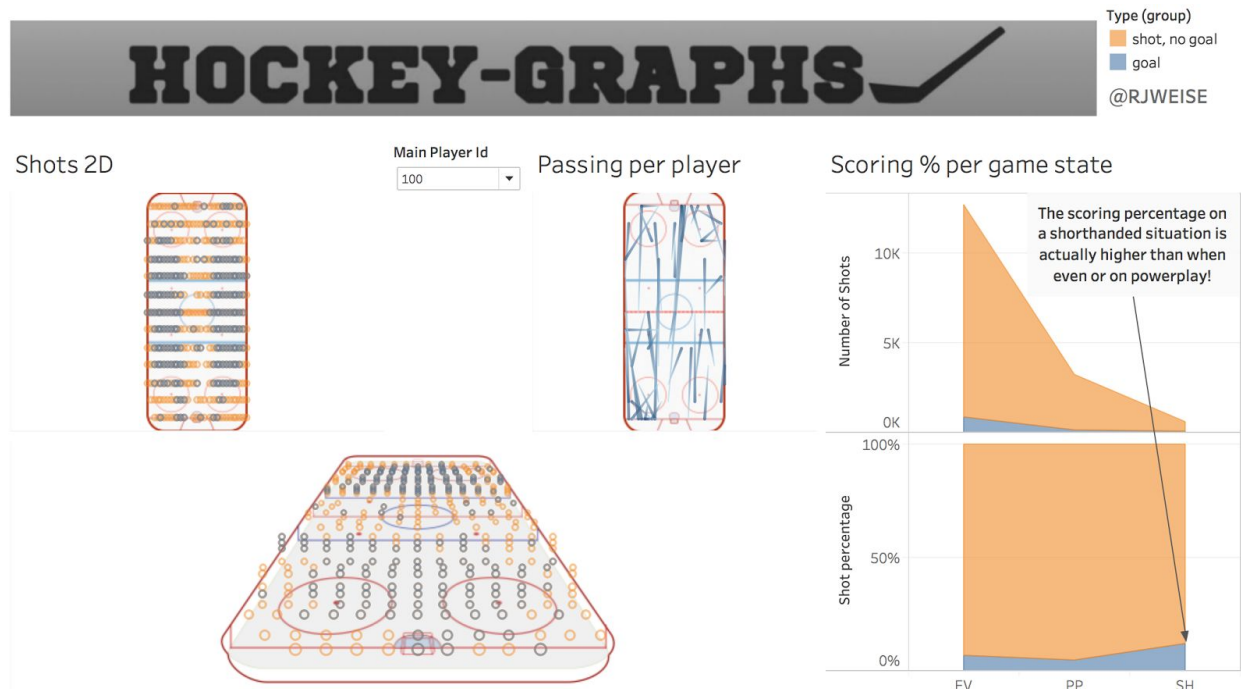 HOCKEY-GRAPHS
Type (group)
shot, no goal
goal
@RJWEISE
Shots 2D
Main Player Id
100
Passing per player
Scoring % per game state
The scoring percentage on
a shorthanded situation is
actually higher than when
even or on powerplay!
Number of Shots
10K
5K
0K
Shot percentage
100%
50%
0%
EV
PP
SH